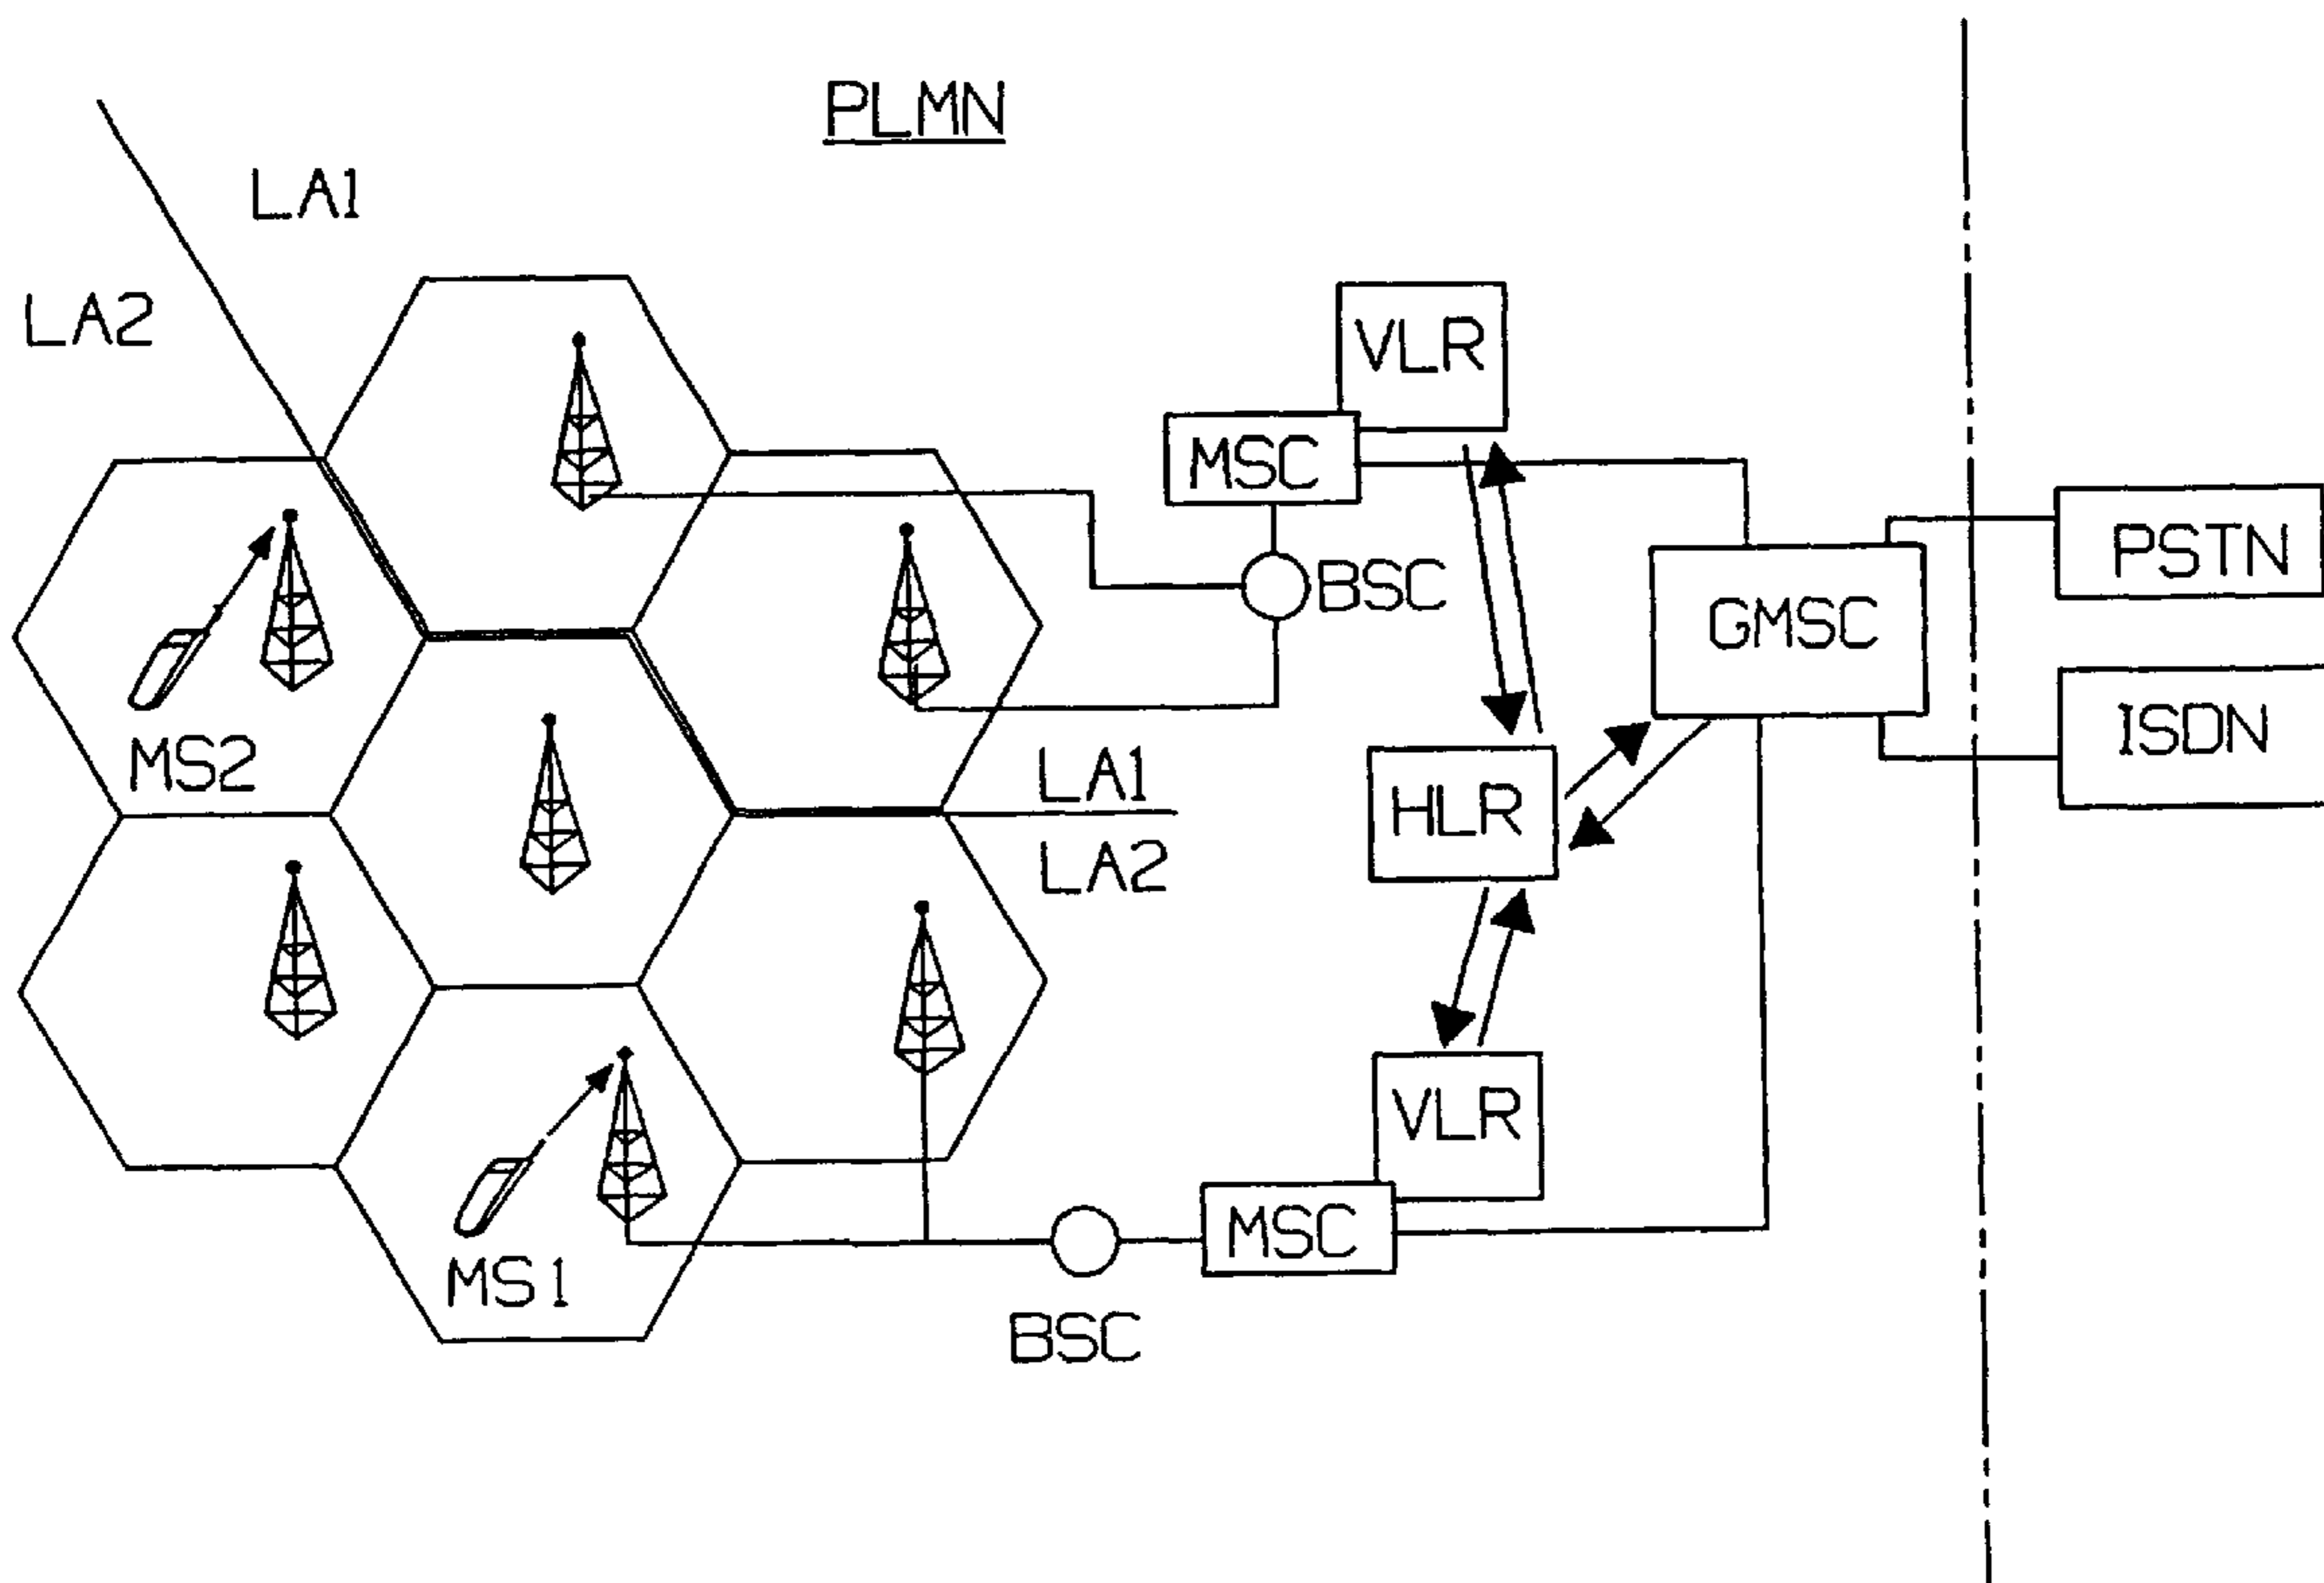 PLMN
LA1
LA2
VLR
MSC
BSC
PSTN
GMSC
ISDN
MS2
LA1
HLR
LA2
VLR
MSC
MS1
BSC